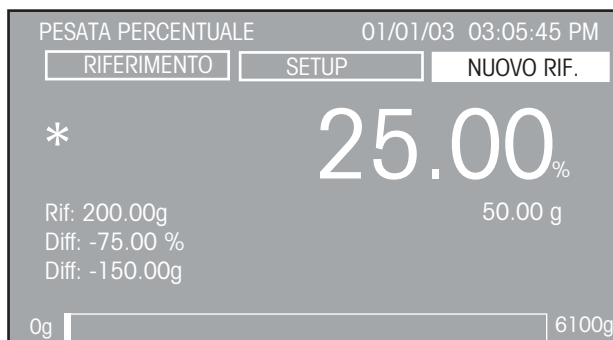 PESATA PERCENTUALE 01/01/03 03:05:45 PM
RIFERIMENTO SETUP NUOVO RIF.
* 25.00%
Rif: 200.00g 50.00 g
Diff: -75.00 %
Diff: -150.00g
0g 6100g